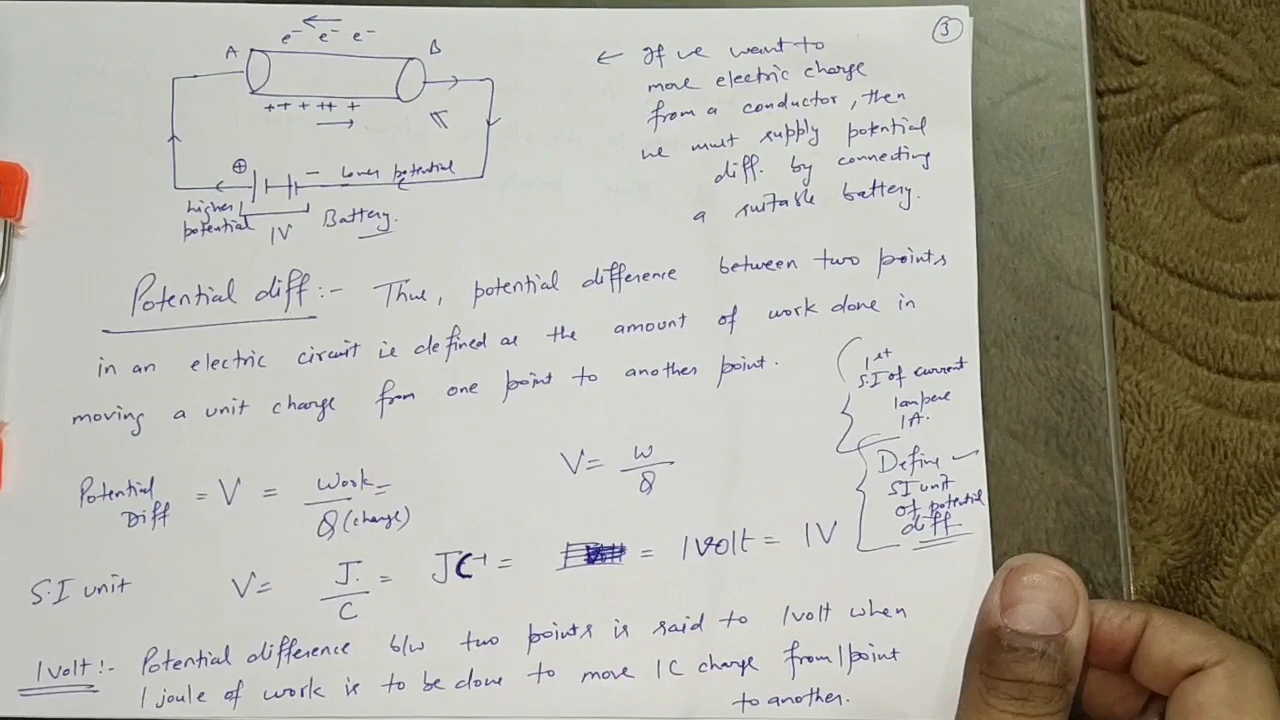 3
e- e- e-
A B
++ + ++ +
⊕ - Lower potential
higher
potential
1V Battery.
← If we want to
move electric charge
from a conductor, then
we must supply potential
diff. by connecting
a suitable battery.
Potential diff :- Thus, potential difference between two points
in an electric circuit is defined as the amount of work done in
moving a unit charge from one point to another point.
1st
S.I of current
1ampere
1A.
Potential
Diff = V = Work
Q (charge)
V = W
Q
Define
SI unit
of potential
diff
S.I unit V = J
C = JC-1 = = 1Volt = 1V
1 Volt :- Potential difference b/w two points is said to 1volt when
1 joule of work is to be done to move 1C charge from 1 point
to another.